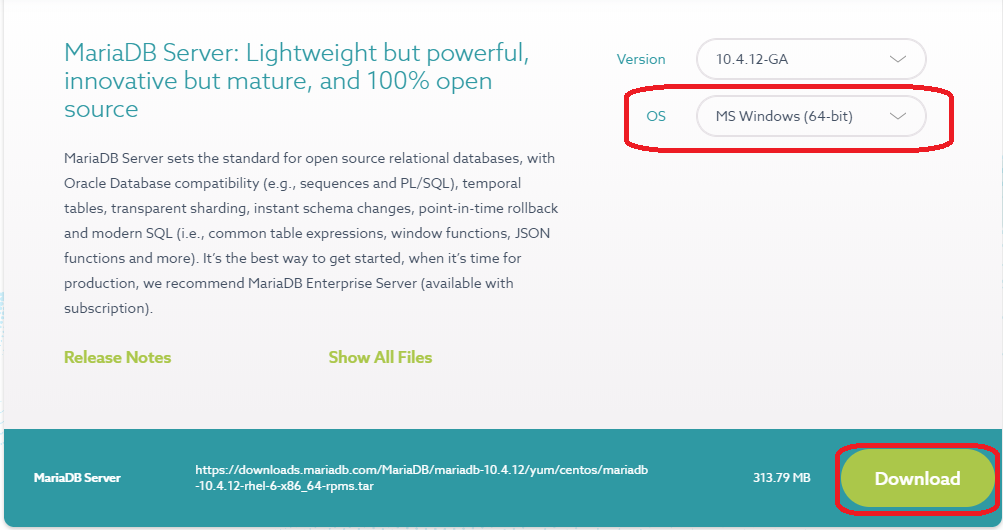 MariaDB Server: Lightweight but powerful,
innovative but mature, and 100% open
source
Version
10.4.12-GA
OS
MS Windows (64-bit)
MariaDB Server sets the standard for open source relational databases, with
Oracle Database compatibility (e.g., sequences and PL/SQL), temporal
tables, transparent sharding, instant schema changes, point-in-time rollback
and modern SQL (i.e., common table expressions, window functions, JSON
functions and more). It’s the best way to get started, when it’s time for
production, we recommend MariaDB Enterprise Server (available with
subscription).
Release Notes
Show All Files
MariaDB Server
https://downloads.mariadb.com/MariaDB/mariadb-10.4.12/yum/centos/mariadb
-10.4.12-rhel-6-x86_64-rpms.tar
313.79 MB
Download